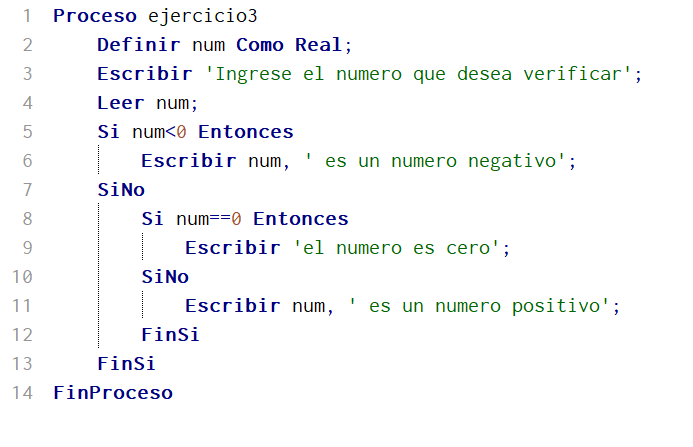 1 Proceso ejercicio3
2 Definir num Como Real;
3 Escribir 'Ingrese el numero que desea verificar';
4 Leer num;
5 Si num<0 Entonces
6 Escribir num, ' es un numero negativo';
7 SiNo
8 Si num==0 Entonces
9 Escribir 'el numero es cero';
10 SiNo
11 Escribir num, ' es un numero positivo';
12 FinSi
13 FinSi
14 FinProceso